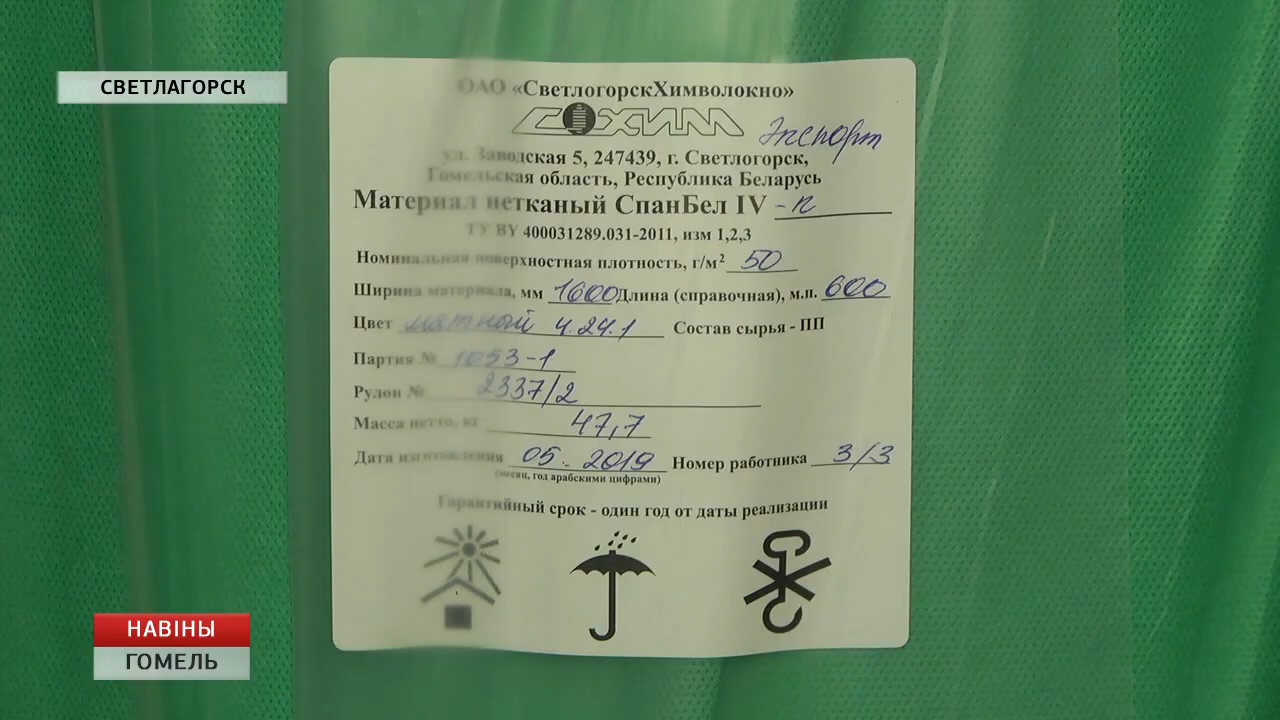 СВЕТЛАГОРСК
ОАО «СветлогорскХимволокно»
СОХИМ
Экспорт
ул. Заводская 5, 247439, г. Светлогорск,
Гомельская область, Республика Беларусь
Материал нетканый СпанБел IV -п
ТУ BY 400031289.031-2011, изм 1,2,3
Номинальная поверхностная плотность, г/м² 50
Ширина материала, мм 1600 Длина (справочная), м.п. 600
Цвет мятный 4.24.1 Состав сырья - ПП
Партия № 1053-1
Рулон № 2337/2
Масса нетто, кг 47,7
Дата изготовления 05. 2019 Номер работника 3/3
(месяц, год арабскими цифрами)
Гарантийный срок - один год от даты реализации
НАВІНЫ
ГОМЕЛЬ